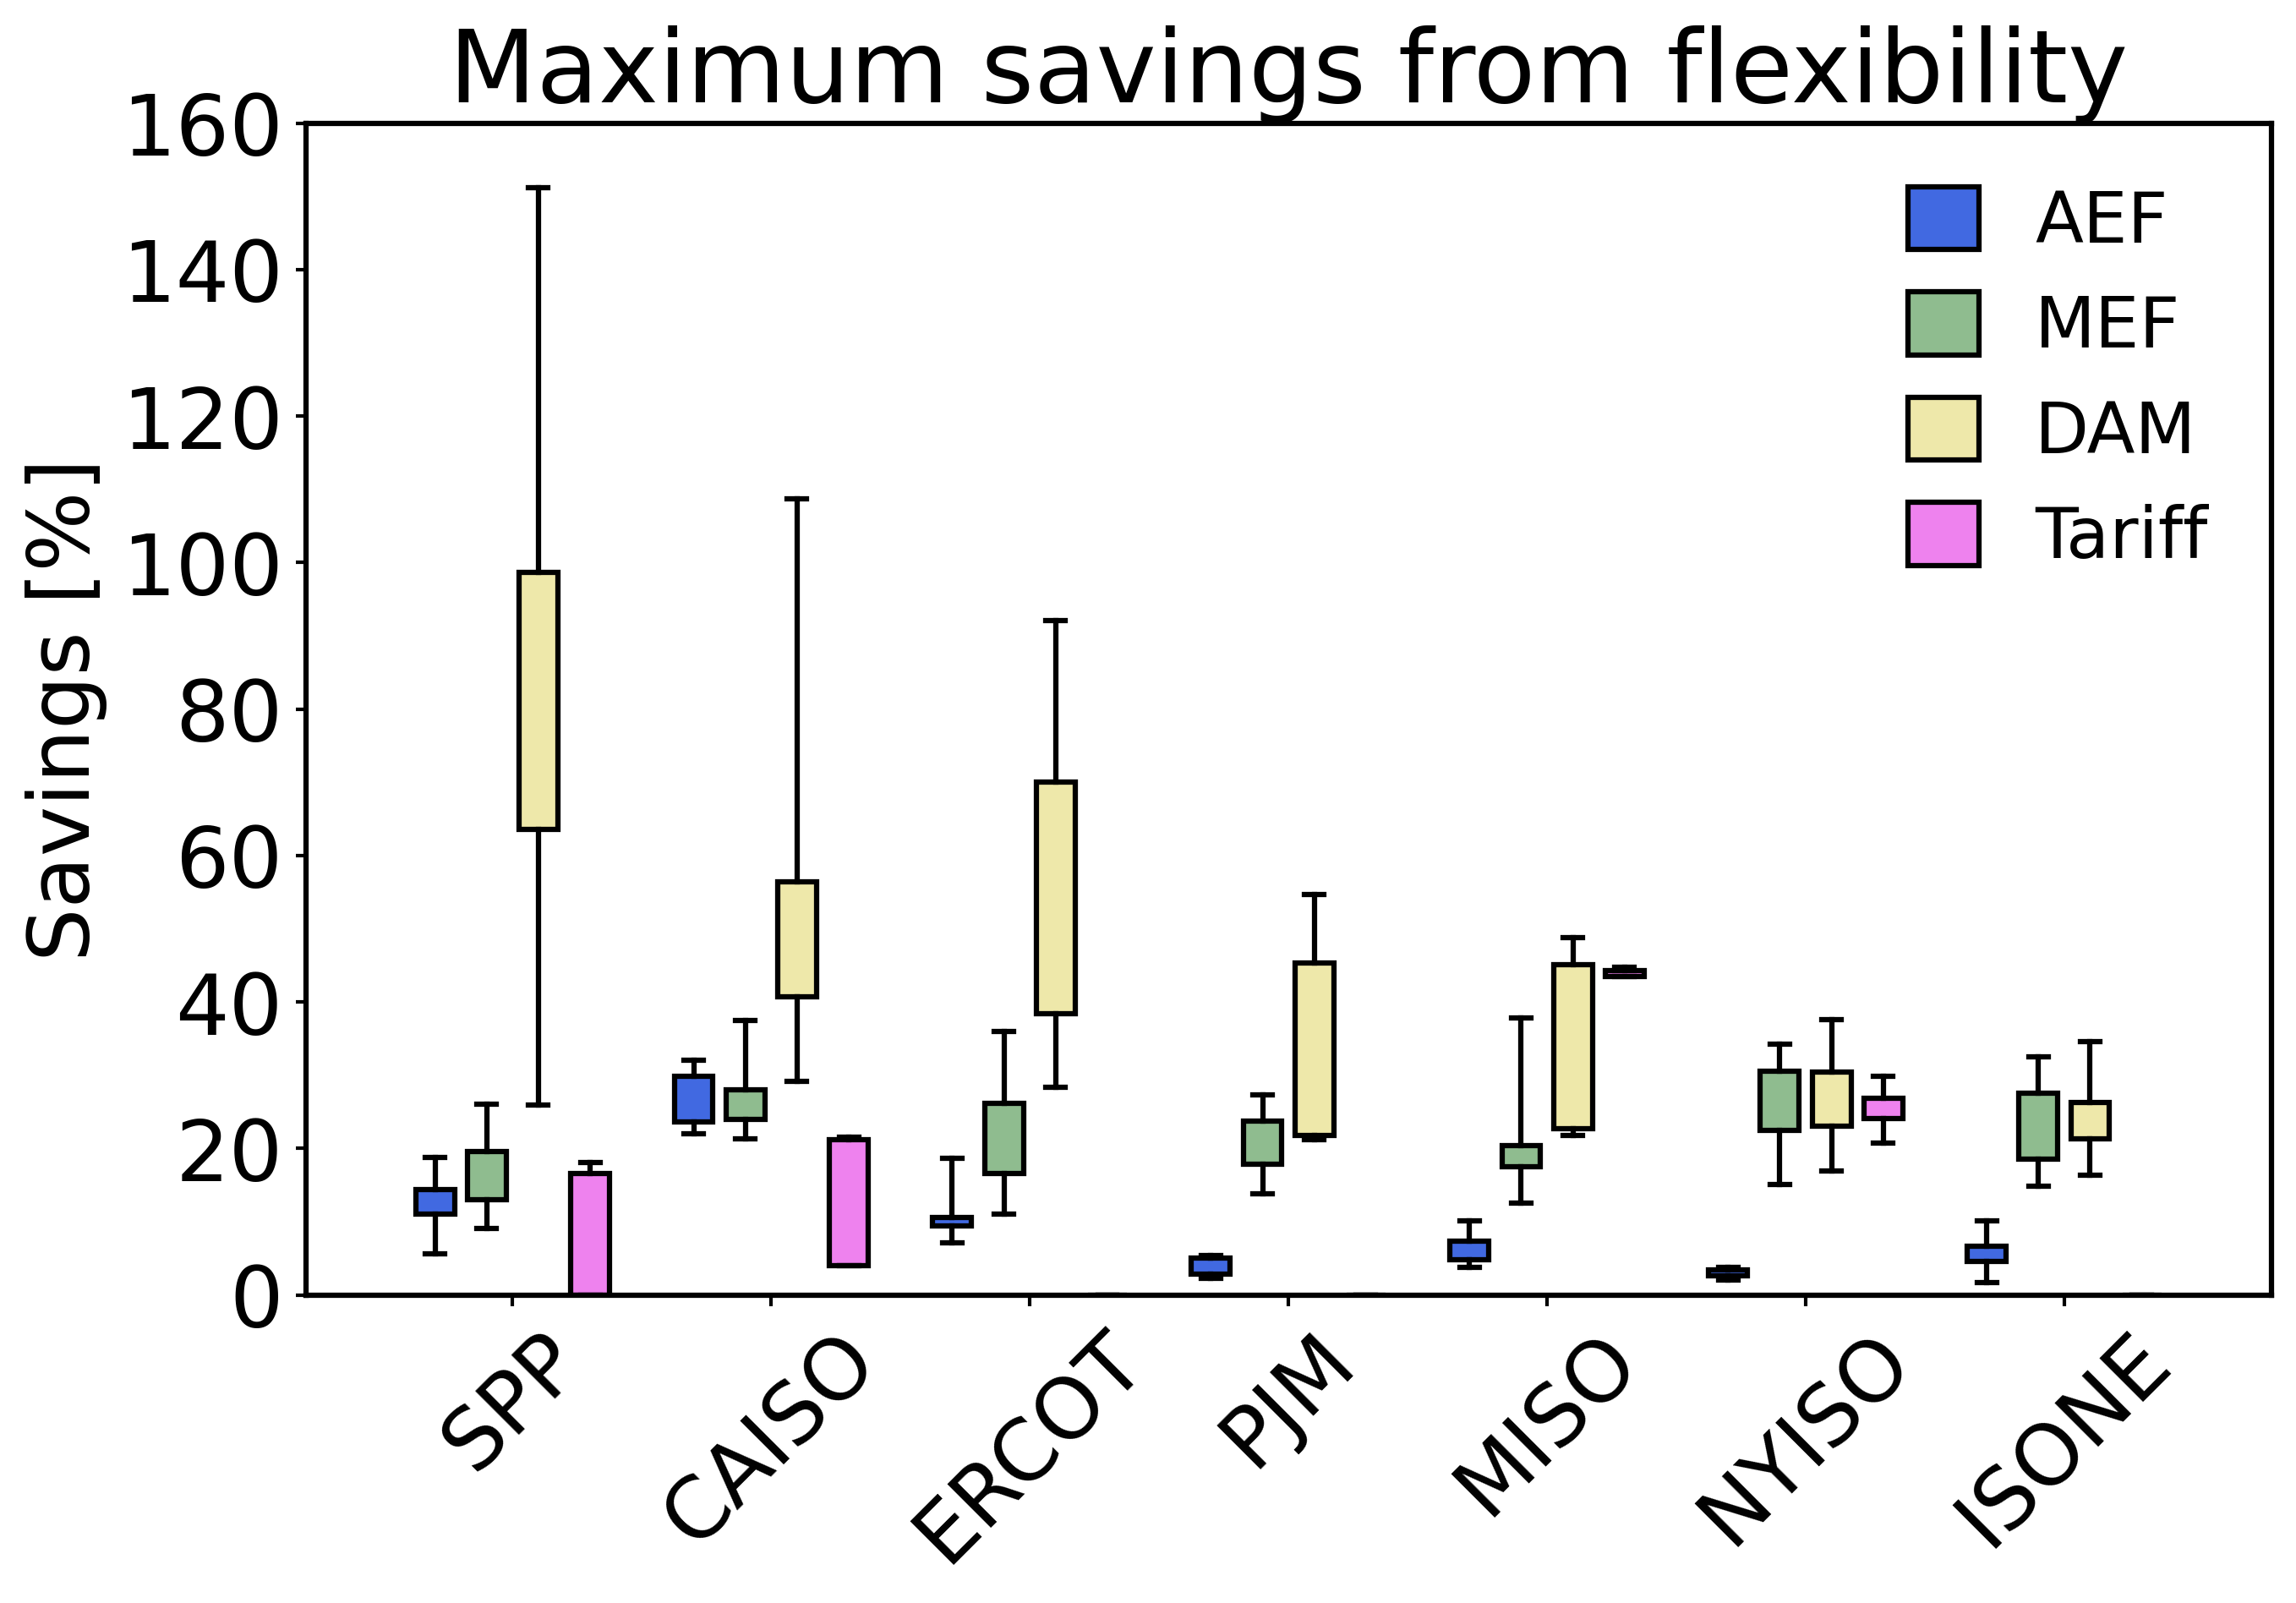 Maximum savings from flexibility
Savings [%]
160
140
120
100
80
60
40
20
0
AEF
MEF
DAM
Tariff
SPP
CAISO
ERCOT
PJM
MISO
NYISO
ISONE